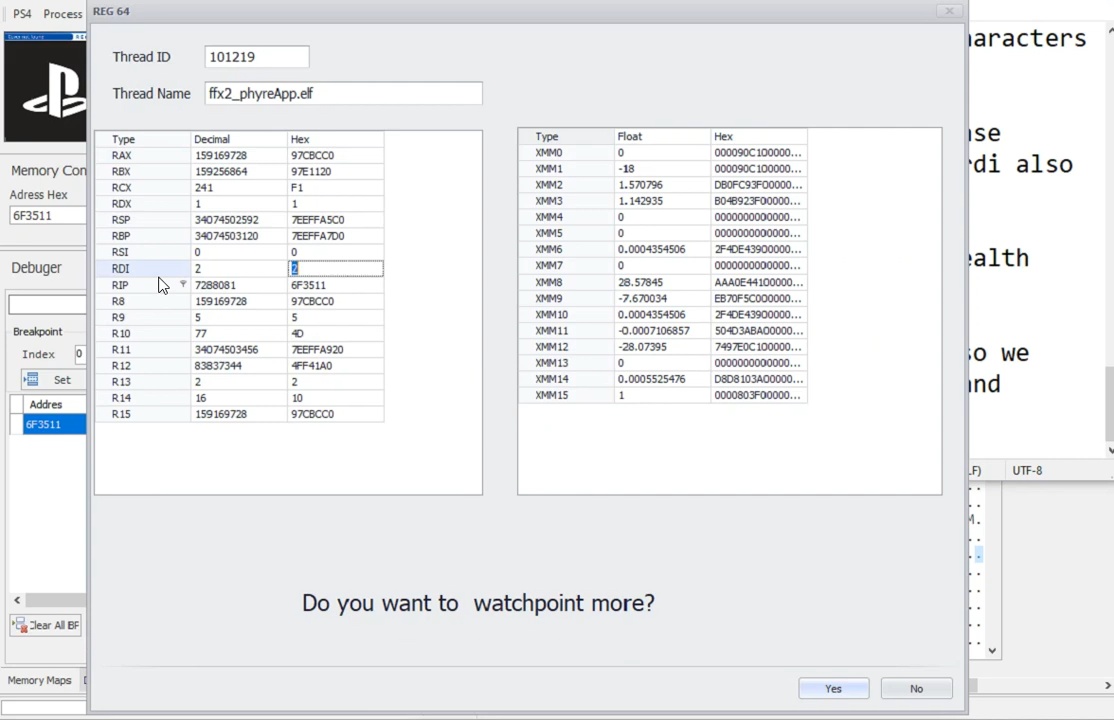 PS4 Process
REG 64
Thread ID 101219
Thread Name ffx2_phyreApp.elf
Type Decimal Hex
RAX 159169728 97CBCC0
RBX 159256864 97E1120
RCX 241 F1
RDX 1 1
RSP 34074502592 7EEFFA5C0
RBP 34074503120 7EEFFA7D0
RSI 0 0
RDI 2 2
RIP 7288081 6F3511
R8 159169728 97CBCC0
R9 5 5
R10 77 4D
R11 34074503456 7EEFFA920
R12 83837344 4FF41A0
R13 2 2
R14 16 10
R15 159169728 97CBCC0
Type Float Hex
XMM0 0 000090C100000...
XMM1 -18 000090C100000...
XMM2 1.570796 DB0FC93F00000...
XMM3 1.142935 B04B923F00000...
XMM4 0 0000000000000...
XMM5 0 0000000000000...
XMM6 0.0004354506 2F4DE43900000...
XMM7 0 0000000000000...
XMM8 28.57845 AAA0E44100000...
XMM9 -7.670034 EB70F5C000000...
XMM10 0.0004354506 2F4DE43900000...
XMM11 -0.0007106857 504D3ABA00000...
XMM12 -28.07395 7497E0C100000...
XMM13 0 0000000000000...
XMM14 0.0005525476 D8D8103A00000...
XMM15 1 0000803F00000...
Do you want to watchpoint more?
Yes No
Memory Con
Adress Hex
6F3511
Debuger
Breakpoint
Index 0
Set
Addres
6F3511
Clear All BF
Memory Maps
aracters
se
rdi also
ealth
so we
and
LF) UTF-8